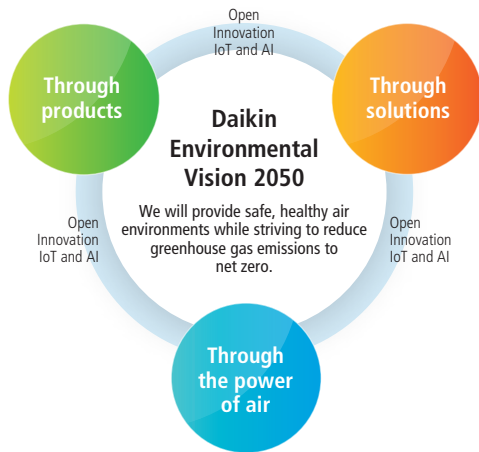 Open
Innovation
IoT and AI
Through
products
Through
solutions
Daikin
Environmental
Vision 2050
We will provide safe, healthy air
environments while striving to reduce
greenhouse gas emissions to
net zero.
Open
Innovation
IoT and AI
Open
Innovation
IoT and AI
Through
the power
of air